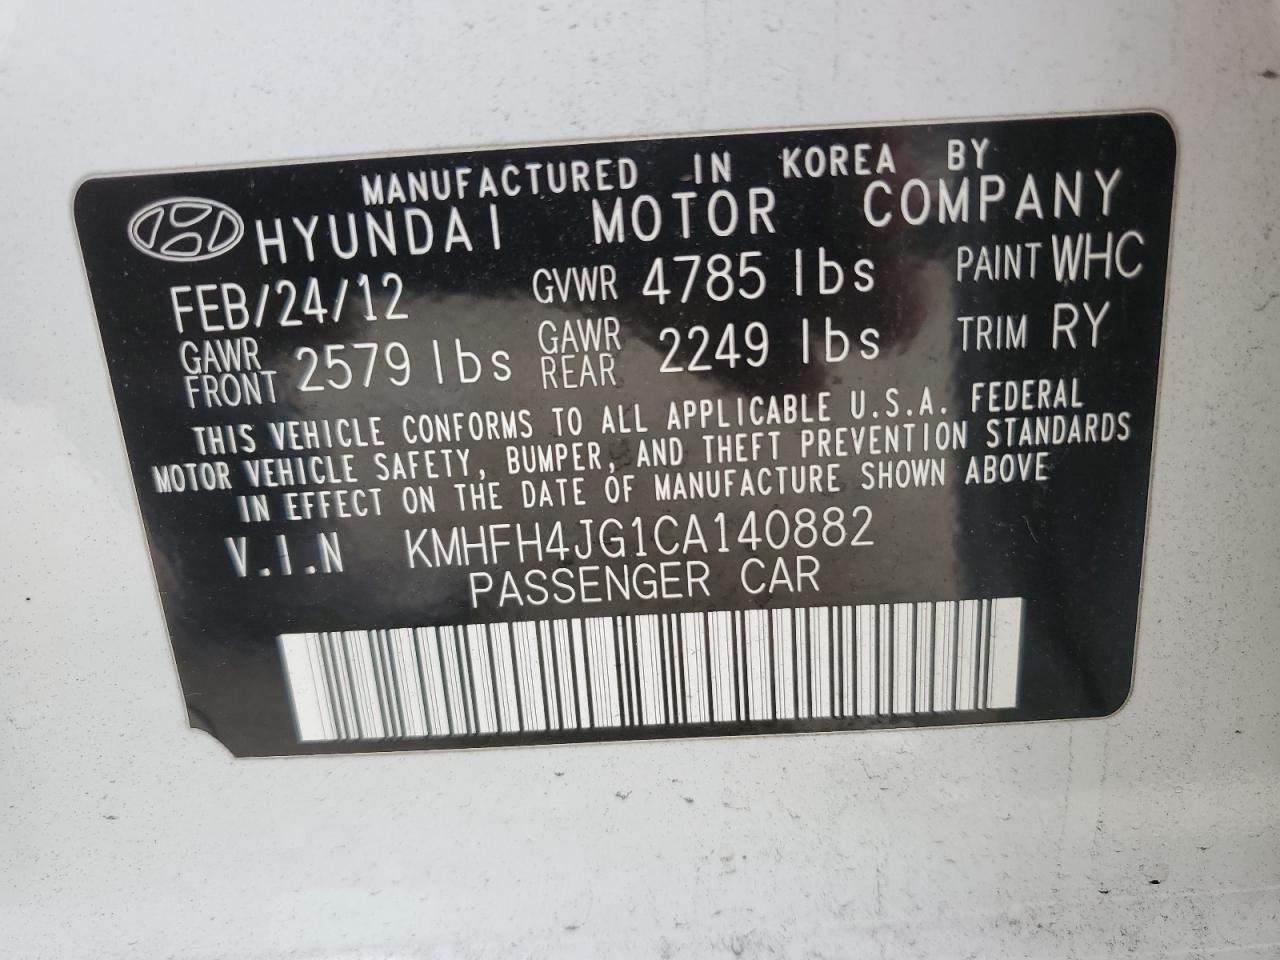 MANUFACTURED IN KOREA BY
HYUNDAI MOTOR COMPANY
FEB/24/12 GVWR 4785 lbs PAINT WHC
GAWR FRONT 2579 lbs GAWR REAR 2249 lbs TRIM RY
THIS VEHICLE CONFORMS TO ALL APPLICABLE U.S.A. FEDERAL
MOTOR VEHICLE SAFETY, BUMPER, AND THEFT PREVENTION STANDARDS
IN EFFECT ON THE DATE OF MANUFACTURE SHOWN ABOVE
V.I.N KMHFH4JG1CA140882
PASSENGER CAR